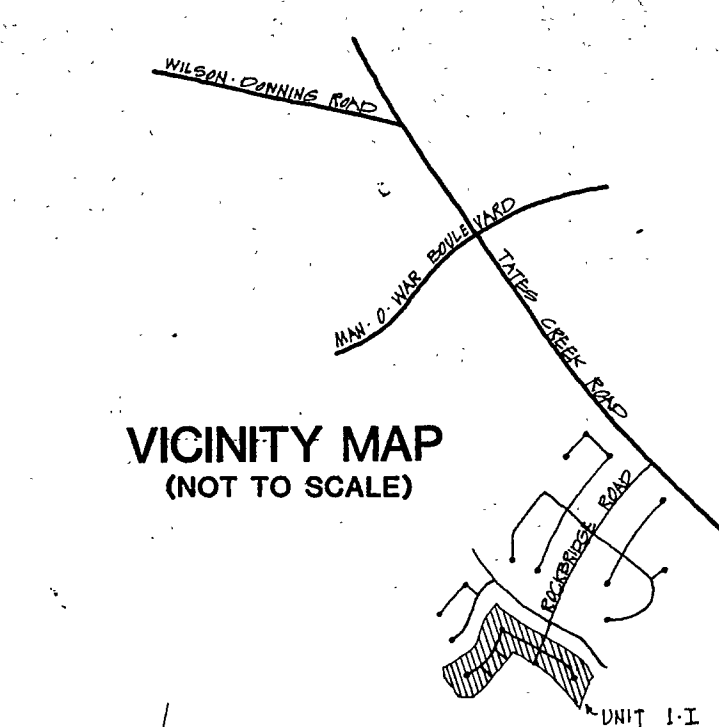 WILSON·DOWNING ROAD
MAN·O·WAR BOULEVARD
TATES CREEK ROAD
VICINITY MAP
(NOT TO SCALE)
ROCKBRIDGE ROAD
UNIT 1-I